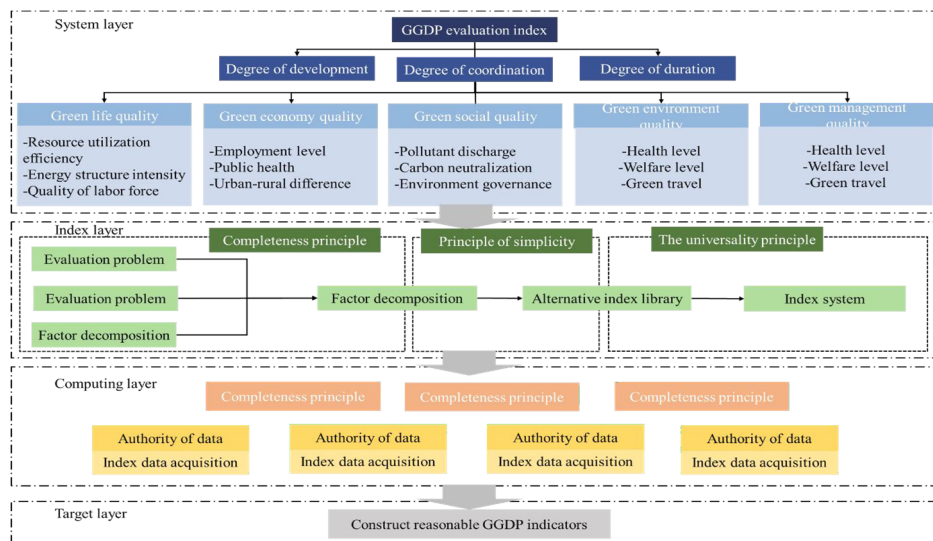 System layer
GGDP evaluation index
Degree of development
Degree of coordination
Degree of duration
Green life quality
-Resource utilization
efficiency
-Energy structure intensity
-Quality of labor force
Green economy quality
-Employment level
-Public health
-Urban-rural difference
Green social quality
-Pollutant discharge
-Carbon neutralization
-Environment governance
Green environment
quality
-Health level
-Welfare level
-Green travel
Green management
quality
-Health level
-Welfare level
-Green travel
Index layer
Completeness principle
Principle of simplicity
The universality principle
Evaluation problem
Evaluation problem
Factor decomposition
Factor decomposition
Alternative index library
Index system
Computing layer
Completeness principle
Completeness principle
Completeness principle
Authority of data
Index data acquisition
Authority of data
Index data acquisition
Authority of data
Index data acquisition
Authority of data
Index data acquisition
Target layer
Construct reasonable GGDP indicators